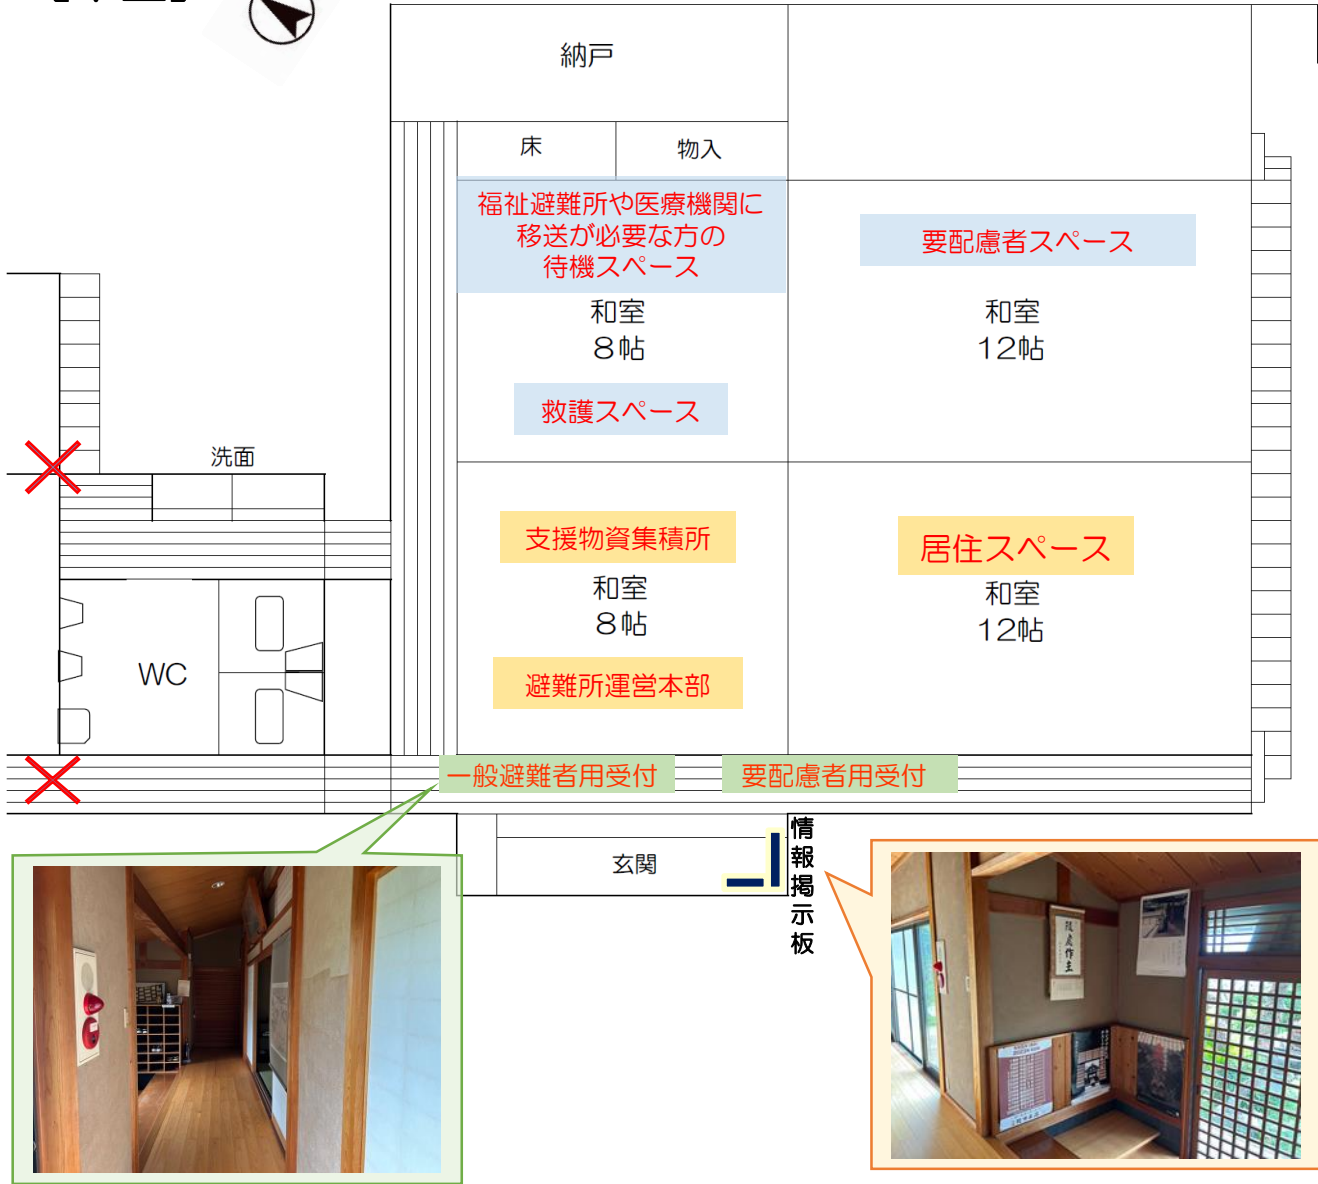 納戸
床
物入
福祉避難所や医療機関に
移送が必要な方の
待機スペース
要配慮者スペース
和室
8帖
和室
12帖
救護スペース
洗面
支援物資集積所
居住スペース
和室
8帖
和室
12帖
WC
避難所運営本部
一般避難者用受付
要配慮者用受付
玄関
情報掲示板